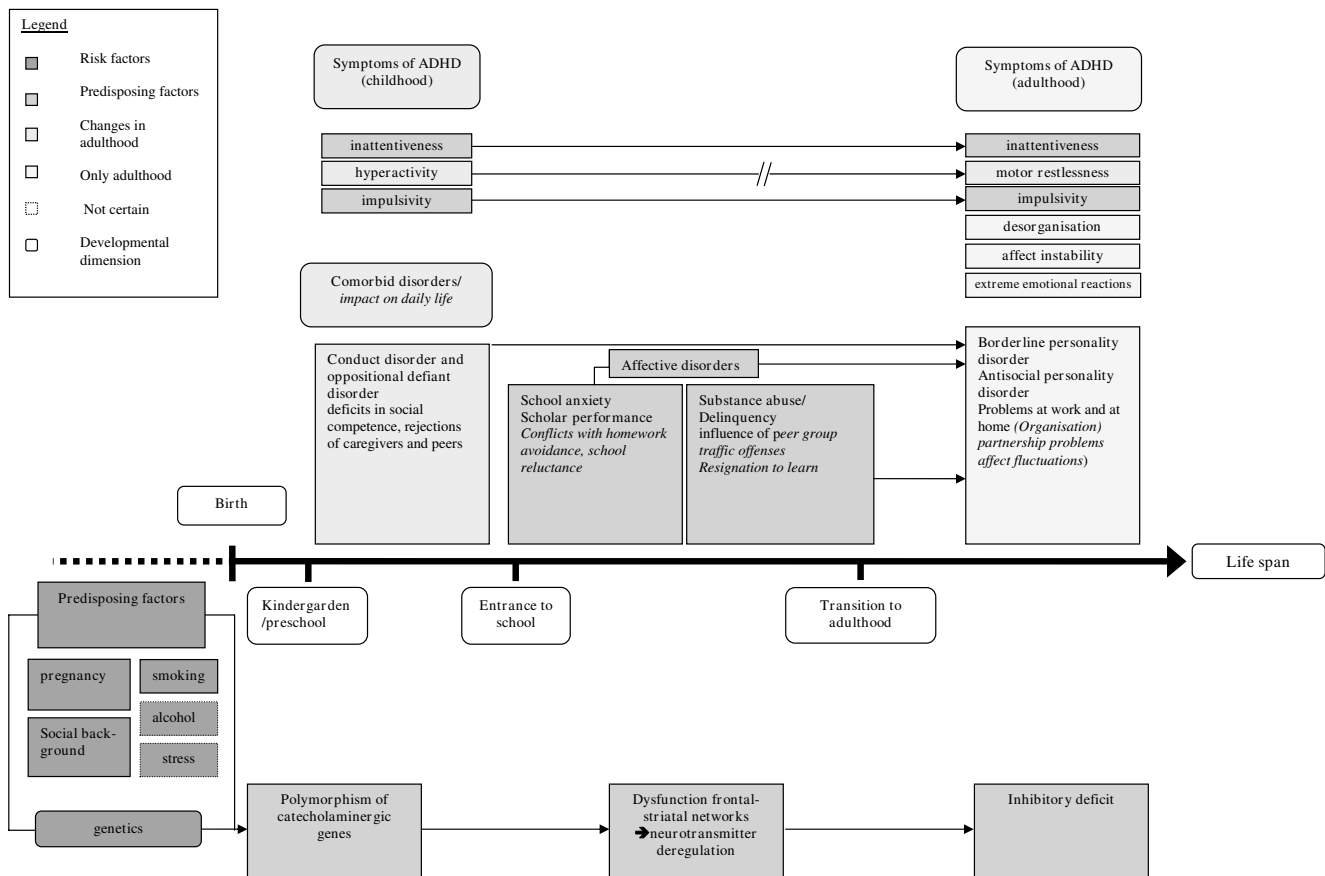 Legend
Risk factors
Predisposing factors
Changes in
adulthood
Only adulthood
Not certain
Developmental
dimension
Symptoms of ADHD
(childhood)
Symptoms of ADHD
(adulthood)
inattentiveness
hyperactivity
impulsivity
//
inattentiveness
motor restlessness
impulsivity
desorganisation
affect instability
extreme emotional reactions
Comorbid disorders/
impact on daily life
Conduct disorder and
oppositional defiant
disorder
deficits in social
competence, rejections
of caregivers and peers
Affective disorders
School anxiety
Scholar performance
Conflicts with homework
avoidance, school
reluctance
Substance abuse/
Delinquency
influence of peer group
traffic offenses
Resignation to learn
Borderline personality
disorder
Antisocial personality
disorder
Problems at work and at
home (Organisation)
partnership problems
affect fluctuations)
Birth
Life span
Kindergarden
/preschool
Entrance to
school
Transition to
adulthood
Predisposing factors
pregnancy
smoking
alcohol
Social back-
ground
stress
genetics
Polymorphism of
catecholaminergic
genes
Dysfunction frontal-
striatal networks
➔neurotransmitter
deregulation
Inhibitory deficit